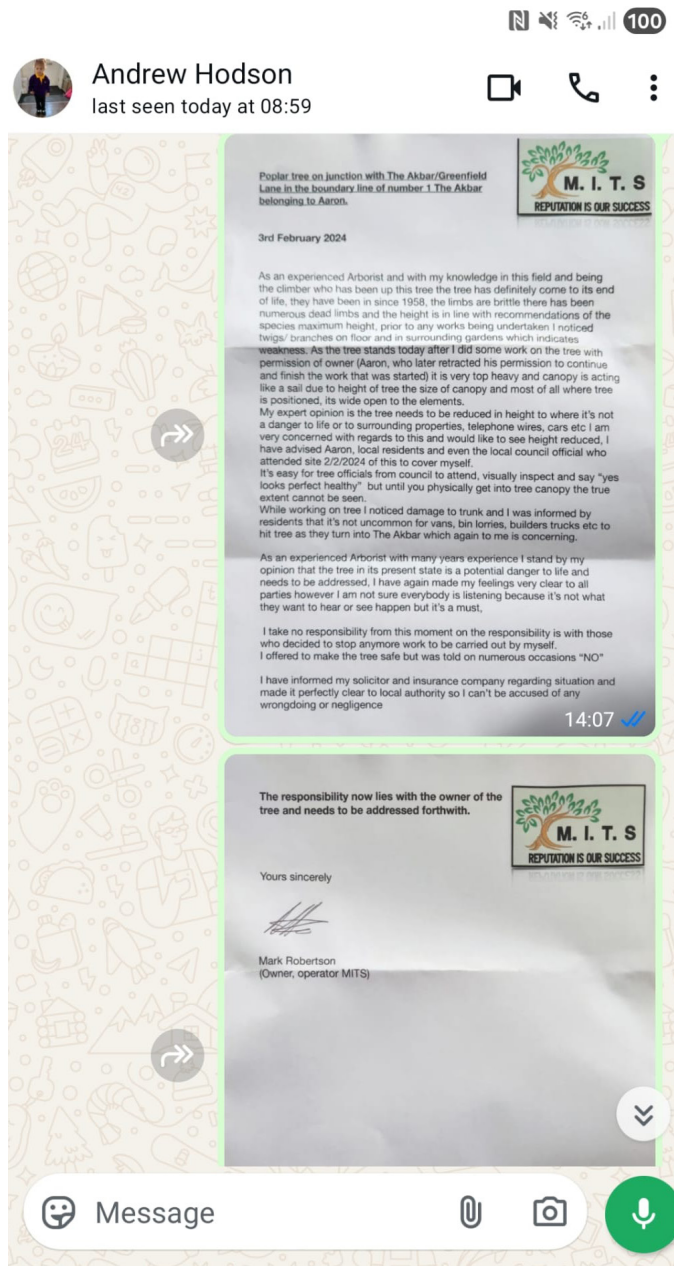 100
Andrew Hodson
last seen today at 08:59
Poplar tree on junction with The Akbar/Greenfield
Lane in the boundary line of number 1 The Akbar
belonging to Aaron.
M. I. T. S
REPUTATION IS OUR SUCCESS
3rd February 2024
As an experienced Arborist and with my knowledge in this field and being
the climber who has been up this tree the tree has definitely come to its end
of life, they have been in since 1958, the limbs are brittle there has been
numerous dead limbs and the height is in line with recommendations of the
species maximum height, prior to any works being undertaken I noticed
twigs/ branches on floor and in surrounding gardens which indicates
weakness. As the tree stands today after I did some work on the tree with
permission of owner (Aaron, who later retracted his permission to continue
and finish the work that was started) it is very top heavy and canopy is acting
like a sail due to height of tree the size of canopy and most of all where tree
is positioned, its wide open to the elements.
My expert opinion is the tree needs to be reduced in height to where it's not
a danger to life or to surrounding properties, telephone wires, cars etc I am
very concerned with regards to this and would like to see height reduced, I
have advised Aaron, local residents and even the local council official who
attended site 2/2/2024 of this to cover myself.
It's easy for tree officials from council to attend, visually inspect and say "yes
looks perfect healthy" but until you physically get into tree canopy the true
extent cannot be seen.
While working on tree I noticed damage to trunk and I was informed by
residents that it's not uncommon for vans, bin lorries, builders trucks etc to
hit tree as they turn into The Akbar which again to me is concerning.
As an experienced Arborist with many years experience I stand by my
opinion that the tree in its present state is a potential danger to life and
needs to be addressed, I have again made my feelings very clear to all
parties however I am not sure everybody is listening because it's not what
they want to hear or see happen but it's a must,
I take no responsibility from this moment on the responsibility is with those
who decided to stop anymore work to be carried out by myself.
I offered to make the tree safe but was told on numerous occasions "NO"
I have informed my solicitor and insurance company regarding situation and
made it perfectly clear to local authority so I can't be accused of any
wrongdoing or negligence
14:07
The responsibility now lies with the owner of the
tree and needs to be addressed forthwith.
M. I. T. S
REPUTATION IS OUR SUCCESS
Yours sincerely
Mark Robertson
(Owner, operator MITS)
Message